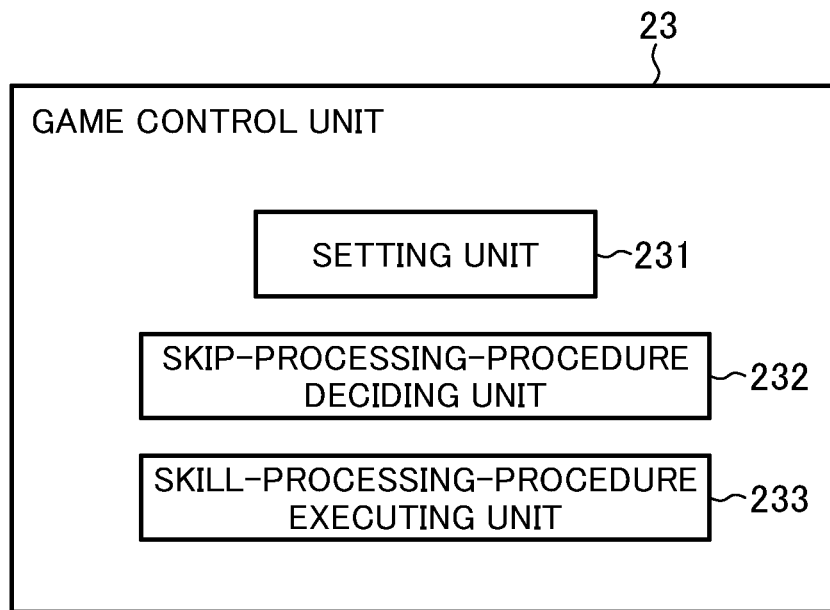 23
GAME CONTROL UNIT
SETTING UNIT
231
SKIP-PROCESSING-PROCEDURE
DECIDING UNIT
232
SKILL-PROCESSING-PROCEDURE
EXECUTING UNIT
233